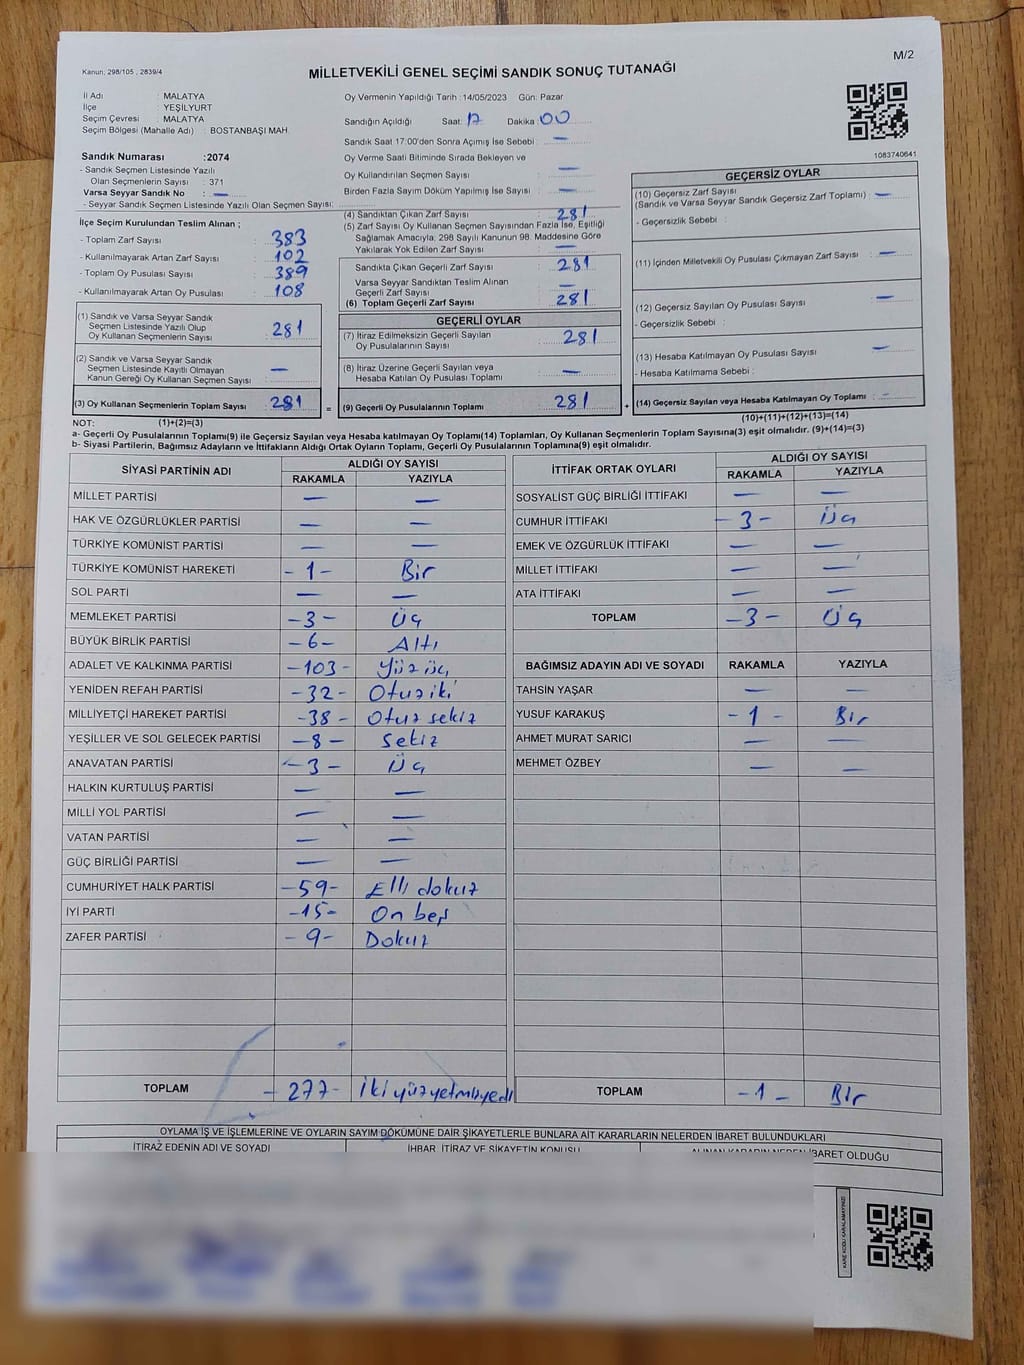 M/2
Kanun, 298/105 , 2839/4
MİLLETVEKİLİ GENEL SEÇİMİ SANDIK SONUÇ TUTANAĞI
İl Adı : MALATYA
İlçe : YEŞİLYURT
Seçim Çevresi : MALATYA
Seçim Bölgesi (Mahalle Adı) : BOSTANBAŞI MAH.
Sandık Numarası :2074
- Sandık Seçmen Listesinde Yazılı
Olan Seçmenlerin Sayısı : 371
Varsa Seyyar Sandık No : —
- Seyyar Sandık Seçmen Listesinde Yazılı Olan Seçmen Sayısı:
İlçe Seçim Kurulundan Teslim Alınan ;
- Toplam Zarf Sayısı : 383
- Kullanılmayarak Artan Zarf Sayısı : 102
- Toplam Oy Pusulası Sayısı : 389
- Kullanılmayarak Artan Oy Pusulası : 108
(1) Sandık ve Varsa Seyyar Sandık
Seçmen Listesinde Yazılı Olup
Oy Kullanan Seçmenlerin Sayısı : 281
(2) Sandık ve Varsa Seyyar Sandık
Seçmen Listesinde Kayıtlı Olmayan
Kanun Gereği Oy Kullanan Seçmen Sayısı : —
(3) Oy Kullanan Seçmenlerin Toplam Sayısı : 281
Oy Vermenin Yapıldığı Tarih : 14/05/2023 Gün: Pazar
Sandığın Açıldığı Saat: 17 Dakika : 00
Sandık Saat 17:00'den Sonra Açımış İse Sebebi : —
Oy Verme Saati Bitiminde Sırada Bekleyen ve
Oy Kullandırılan Seçmen Sayısı : —
Birden Fazla Sayım Döküm Yapılmış İse Sayısı : —
(4) Sandıktan Çıkan Zarf Sayısı : 281
(5) Zarf Sayısı Oy Kullanan Seçmen Sayısından Fazla İse, Eşitliği
Sağlamak Amacıyla, 298 Sayılı Kanunun 98. Maddesine Göre
Yakılarak Yok Edilen Zarf Sayısı : —
Sandıkta Çıkan Geçerli Zarf Sayısı : 281
Varsa Seyyar Sandıktan Teslim Alınan
Geçerli Zarf Sayısı : —
(6) Toplam Geçerli Zarf Sayısı : 281
GEÇERLİ OYLAR
(7) İtiraz Edilmeksizin Geçerli Sayılan
Oy Pusulalarının Sayısı : 281
(8) İtiraz Üzerine Geçerli Sayılan veya
Hesaba Katılan Oy Pusulası Toplamı : —
= (9) Geçerli Oy Pusulalarının Toplamı : 281 +
1083740641
GEÇERSİZ OYLAR
(10) Geçersiz Zarf Sayısı
(Sandık ve Varsa Seyyar Sandık Geçersiz Zarf Toplamı) : —
- Geçersizlik Sebebi :
(11) İçinden Milletvekili Oy Pusulası Çıkmayan Zarf Sayısı : —
(12) Geçersiz Sayılan Oy Pusulası Sayısı : —
- Geçersizlik Sebebi :
(13) Hesaba Katılmayan Oy Pusulası Sayısı : —
- Hesaba Katılmama Sebebi :
(14) Geçersiz Sayılan veya Hesaba Katılmayan Oy Toplamı : —
NOT: (1)+(2)=(3) (10)+(11)+(12)+(13)=(14)
a- Geçerli Oy Pusulalarının Toplamı(9) ile Geçersiz Sayılan veya Hesaba katılmayan Oy Toplamı(14) Toplamları, Oy Kullanan Seçmenlerin Toplam Sayısına(3) eşit olmalıdır. (9)+(14)=(3)
b- Siyasi Partilerin, Bağımsız Adayların ve İttifakların Aldığı Ortak Oyların Toplamı, Geçerli Oy Pusulalarının Toplamına(9) eşit olmalıdır.
SİYASİ PARTİNİN ADI ALDIĞI OY SAYISI
RAKAMLA YAZIYLA
MİLLET PARTİSİ — —
HAK VE ÖZGÜRLÜKLER PARTİSİ — —
TÜRKİYE KOMÜNİST PARTİSİ — —
TÜRKİYE KOMÜNİST HAREKETİ -1- Bir
SOL PARTİ — —
MEMLEKET PARTİSİ -3- Üç
BÜYÜK BİRLİK PARTİSİ -6- Altı
ADALET VE KALKINMA PARTİSİ -103- Yüz üç
YENİDEN REFAH PARTİSİ -32- Otuz iki
MİLLİYETÇİ HAREKET PARTİSİ -38- Otuz sekiz
YEŞİLLER VE SOL GELECEK PARTİSİ -8- Sekiz
ANAVATAN PARTİSİ -3- Üç
HALKIN KURTULUŞ PARTİSİ — —
MİLLİ YOL PARTİSİ — —
VATAN PARTİSİ — —
GÜÇ BİRLİĞİ PARTİSİ — —
CUMHURİYET HALK PARTİSİ -59- Elli dokuz
İYİ PARTİ -15- On beş
ZAFER PARTİSİ -9- Dokuz
TOPLAM -277- İki yüz yetmiş yedi
İTTİFAK ORTAK OYLARI ALDIĞI OY SAYISI
RAKAMLA YAZIYLA
SOSYALİST GÜÇ BİRLİĞİ İTTİFAKI — —
CUMHUR İTTİFAKI -3- Üç
EMEK VE ÖZGÜRLÜK İTTİFAKI — —
MİLLET İTTİFAKI — —
ATA İTTİFAKI — —
TOPLAM -3- Üç
BAĞIMSIZ ADAYIN ADI VE SOYADI RAKAMLA YAZIYLA
TAHSİN YAŞAR — —
YUSUF KARAKUŞ -1- Bir
AHMET MURAT SARICI — —
MEHMET ÖZBEY — —
TOPLAM -1- Bir
OYLAMA İŞ VE İŞLEMLERİNE VE OYLARIN SAYIM DÖKÜMÜNE DAİR ŞİKAYETLERLE BUNLARA AİT KARARLARIN NELERDEN İBARET BULUNDUKLARI
İTİRAZ EDENİN ADI VE SOYADI İHBAR, İTİRAZ VE ŞİKAYETİN KONUSU ALINAN KARARIN NEDEN İBARET OLDUĞU
KARE KODU KARALAMAYINIZ!